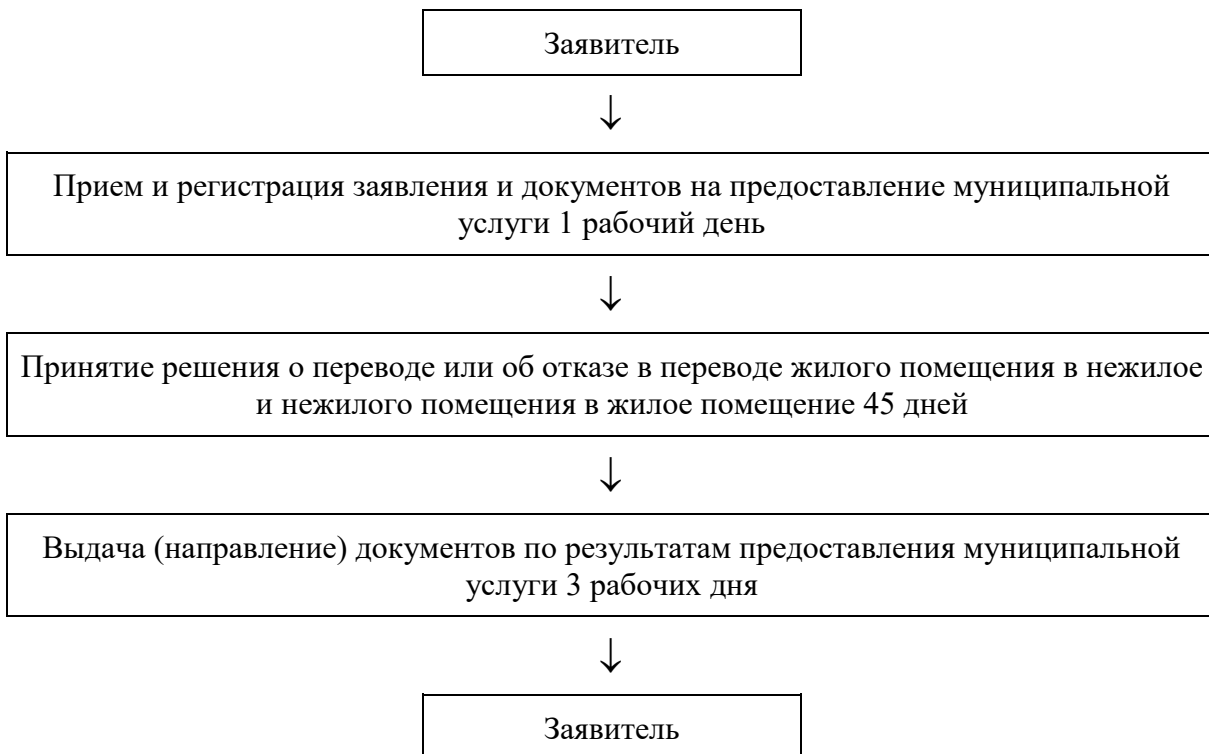 Заявитель
↓
Прием и регистрация заявления и документов на предоставление муниципальной
услуги 1 рабочий день
↓
Принятие решения о переводе или об отказе в переводе жилого помещения в нежилое
и нежилого помещения в жилое помещение 45 дней
↓
Выдача (направление) документов по результатам предоставления муниципальной
услуги 3 рабочих дня
↓
Заявитель